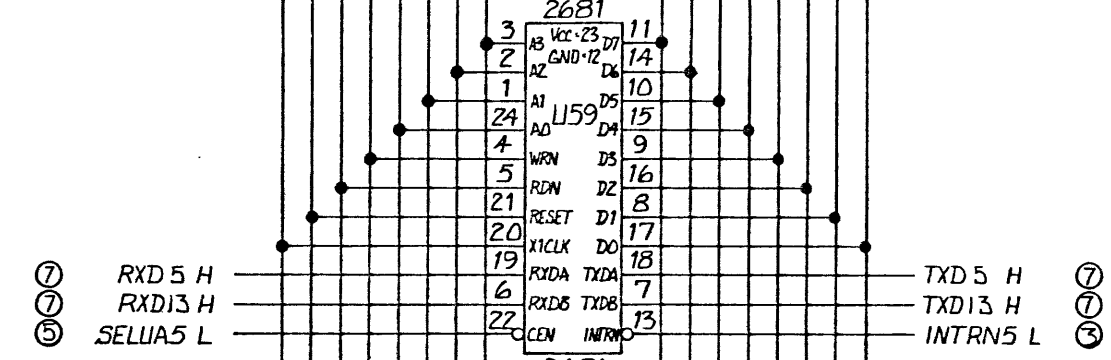 2681
3 A3 VCC=23 D7 11
2 A2 GND=12 D6 14
1 A1 D5 10
U59
24 A0 D4 15
4 WRN D3 9
5 RDN D2 16
21 RESET D1 8
20 X1CLK D0 17
7 RXD5 H 19 RXDA TXDA 18 TXD5 H 7
7 RXD13 H 6 RXDB TXDB 7 TXD13 H 7
5 SELUA5 L 22 CEN INTRN 13 INTRN5 L 3